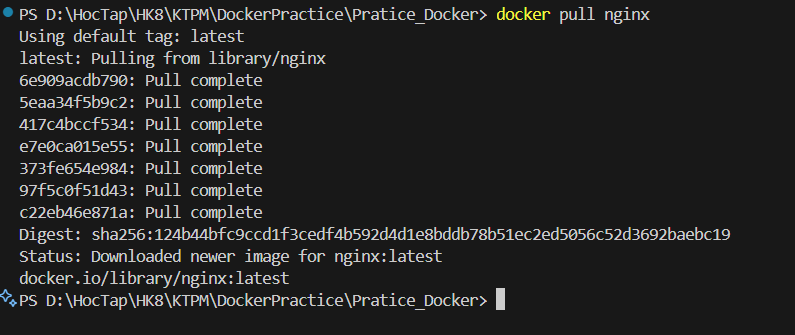 PS D:\HocTap\HK8\KTPM\DockerPractice\Pratice_Docker> docker pull nginx
Using default tag: latest
latest: Pulling from library/nginx
6e909acdb790: Pull complete
5eaa34f5b9c2: Pull complete
417c4bccf534: Pull complete
e7e0ca015e55: Pull complete
373fe654e984: Pull complete
97f5c0f51d43: Pull complete
c22eb46e871a: Pull complete
Digest: sha256:124b44bfc9ccd1f3cedf4b592d4d1e8bddb78b51ec2ed5056c52d3692baebc19
Status: Downloaded newer image for nginx:latest
docker.io/library/nginx:latest
PS D:\HocTap\HK8\KTPM\DockerPractice\Pratice_Docker>